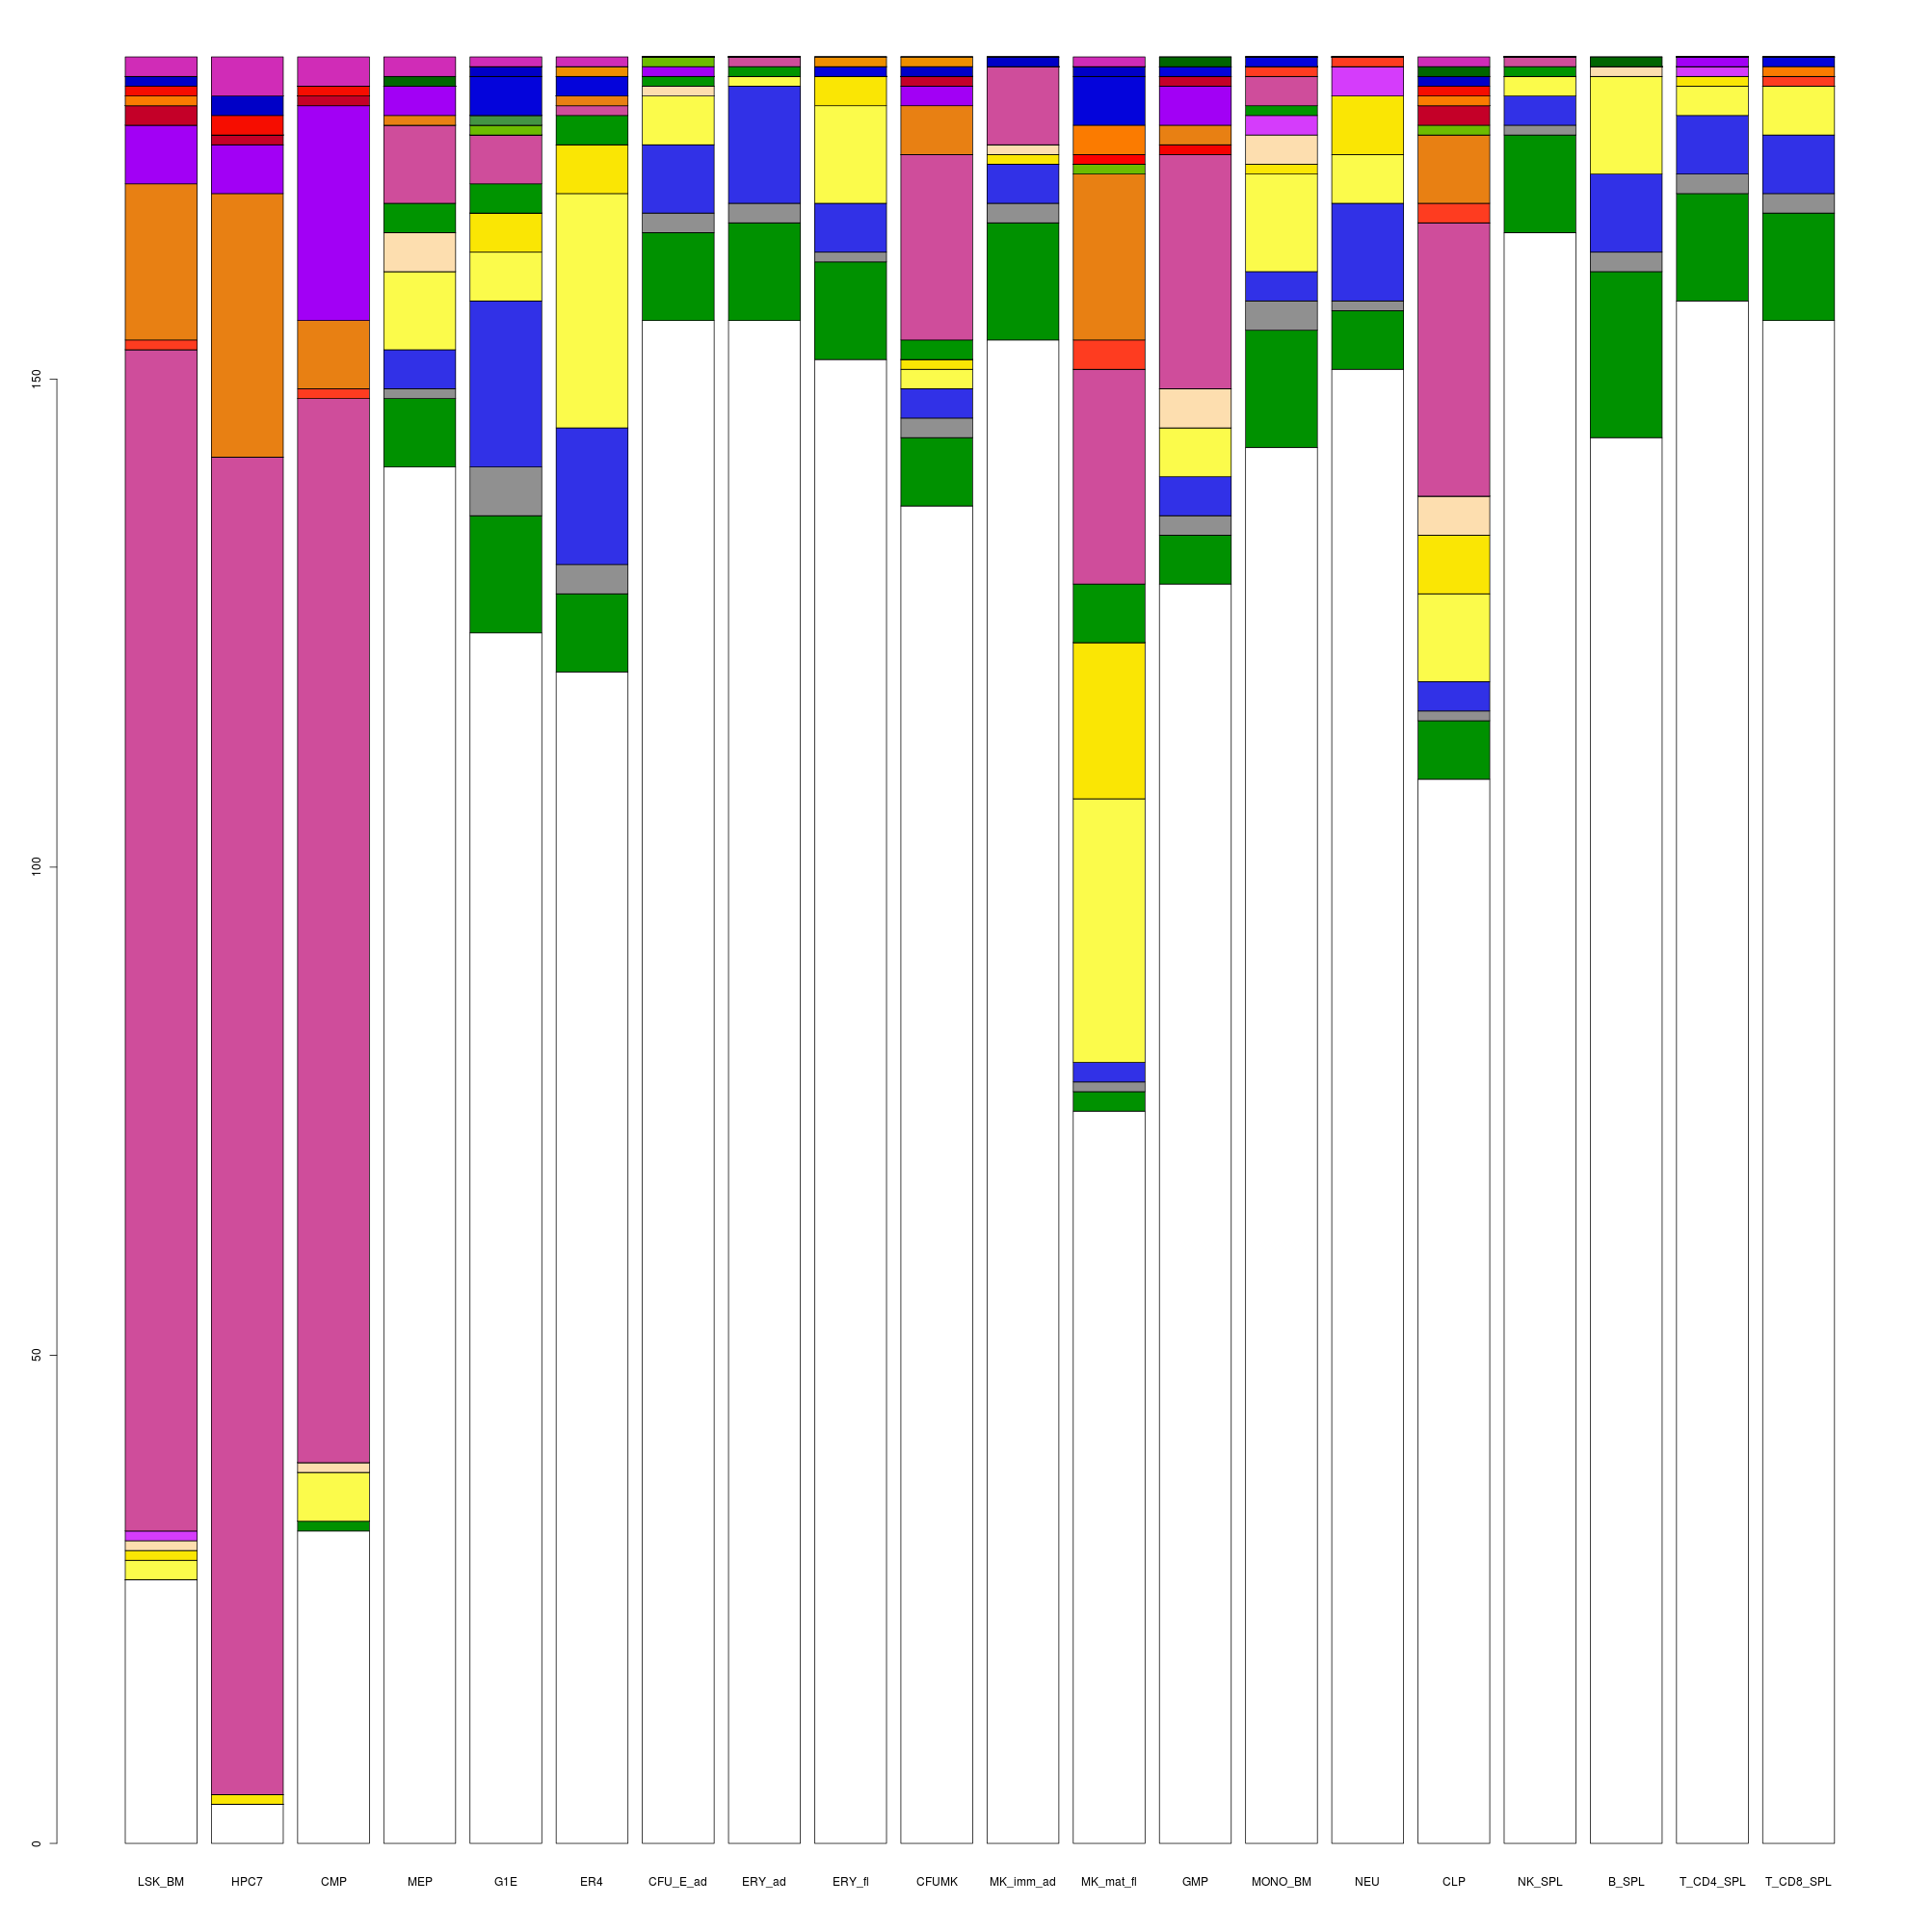 150
100
50
0
LSK_BM HPC7 CMP MEP G1E ER4 CFU_E_ad ERY_ad ERY_fl CFUMK MK_imm_ad MK_mat_fl GMP MONO_BM NEU CLP NK_SPL B_SPL T_CD4_SPL T_CD8_SPL